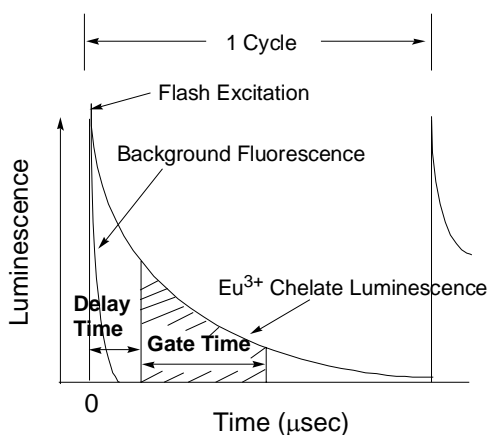 1 Cycle
Flash Excitation
Background Fluorescence
Luminescence
Eu³⁺ Chelate Luminescence
Delay
Time
Gate Time
0
Time (μsec)